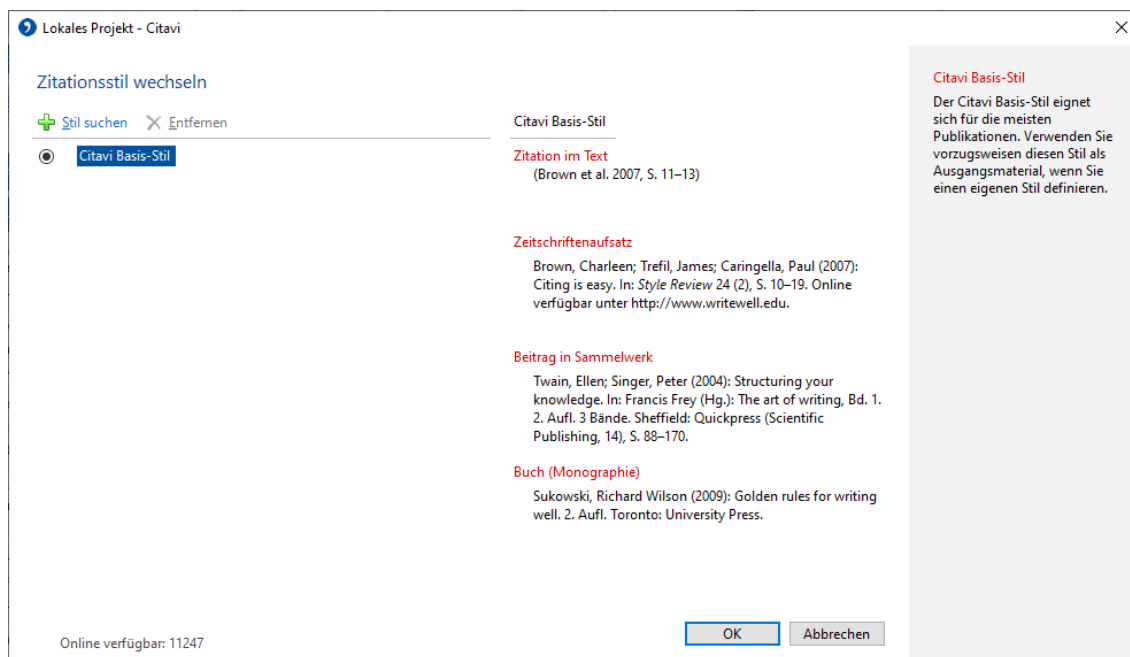 Lokales Projekt - Citavi
Zitationsstil wechseln
Stil suchen Entfernen
Citavi Basis-Stil
Citavi Basis-Stil
Zitation im Text
(Brown et al. 2007, S. 11–13)
Zeitschriftenaufsatz
Brown, Charleen; Trefil, James; Caringella, Paul (2007):
Citing is easy. In: Style Review 24 (2), S. 10–19. Online
verfügbar unter http://www.writewell.edu.
Beitrag in Sammelwerk
Twain, Ellen; Singer, Peter (2004): Structuring your
knowledge. In: Francis Frey (Hg.): The art of writing, Bd. 1.
2. Aufl. 3 Bände. Sheffield: Quickpress (Scientific
Publishing, 14), S. 88–170.
Buch (Monographie)
Sukowski, Richard Wilson (2009): Golden rules for writing
well. 2. Aufl. Toronto: University Press.
Citavi Basis-Stil
Der Citavi Basis-Stil eignet
sich für die meisten
Publikationen. Verwenden Sie
vorzugsweisen diesen Stil als
Ausgangsmaterial, wenn Sie
einen eigenen Stil definieren.
Online verfügbar: 11247
OK Abbrechen